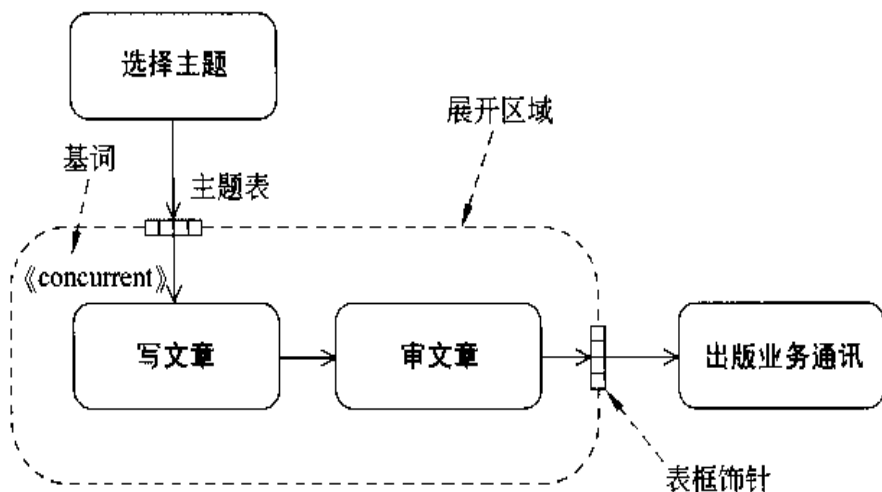 选择主题
展开区域
基词
主题表
《concurrent》
写文章
审文章
出版业务通讯
表框饰针